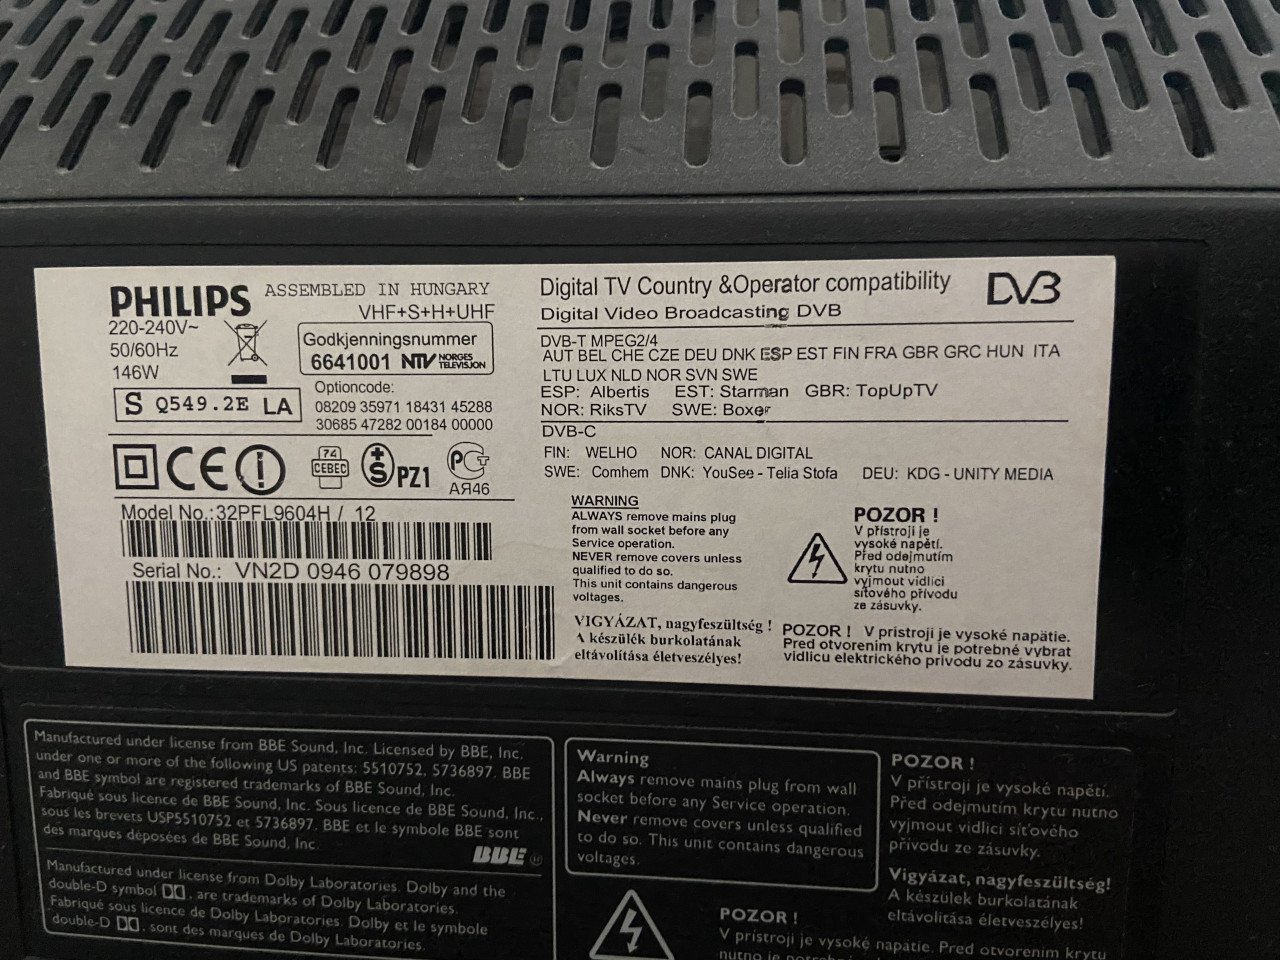 PHILIPS ASSEMBLED IN HUNGARY
220-240V~ VHF+S+H+UHF
50/60Hz
146W
Godkjenningsnummer
6641001 NTV NORGES TELEVISJON
S Q549.2E LA
Optioncode:
08209 35971 18431 45288
30685 47282 00184 00000
CE
74
CEBEC
+S PZ1
АЯ46
Model No.:32PFL9604H / 12
Serial No.: VN2D 0946 079898
Digital TV Country &Operator compatibility
DVB
Digital Video Broadcasting DVB
DVB-T MPEG2/4
AUT BEL CHE CZE DEU DNK ESP EST FIN FRA GBR GRC HUN ITA
LTU LUX NLD NOR SVN SWE
ESP: Albertis EST: Starman GBR: TopUpTV
NOR: RiksTV SWE: Boxer
DVB-C
FIN: WELHO NOR: CANAL DIGITAL
SWE: Comhem DNK: YouSee - Telia Stofa DEU: KDG - UNITY MEDIA
WARNING
ALWAYS remove mains plug
from wall socket before any
Service operation.
NEVER remove covers unless
qualified to do so.
This unit contains dangerous
voltages.
POZOR !
V přístroji je
vysoké napětí.
Před odejmutím
krytu nutno
vyjmout vidlici
síťového přívodu
ze zásuvky.
VIGYÁZAT, nagyfeszültség !
A készülék burkolatának
eltávolítása életveszélyes!
POZOR ! V pristroji je vysoké napätie.
Pred otvorenim krytu je potrebné vybrat
vidlicu elektrického privodu zo zásuvky.
Manufactured under license from BBE Sound, Inc. Licensed by BBE, Inc.
under one or more of the following US patents: 5510752, 5736897. BBE
and BBE symbol are registered trademarks of BBE Sound, Inc.
Fabriqué sous licence de BBE Sound, Inc. Sous licence de BBE Sound, Inc.,
sous les brevets USP5510752 et 5736897. BBE et le symbole BBE sont
des marques déposées de BBE Sound, Inc.
BBE ®
Manufactured under license from Dolby Laboratories. Dolby and the
double-D symbol , are trademarks of Dolby Laboratories.
Fabriqué sous licence de Dolby Laboratories. Dolby et le symbole
double-D , sont des marques de Dolby Laboratories.
Warning
Always remove mains plug from wall
socket before any Service operation.
Never remove covers unless qualified
to do so. This unit contains dangerous
voltages.
POZOR !
V přístroji je vysoké napětí.
Před odejmutím krytu nutno
vyjmout vidlici síťového
přívodu ze zásuvky.
Vigyázat, nagyfeszültség!
A készülék burkolatának
eltávolítása életveszélyes!
POZOR !
V pristroji je vysoké napätie. Pred otvorenim krytu